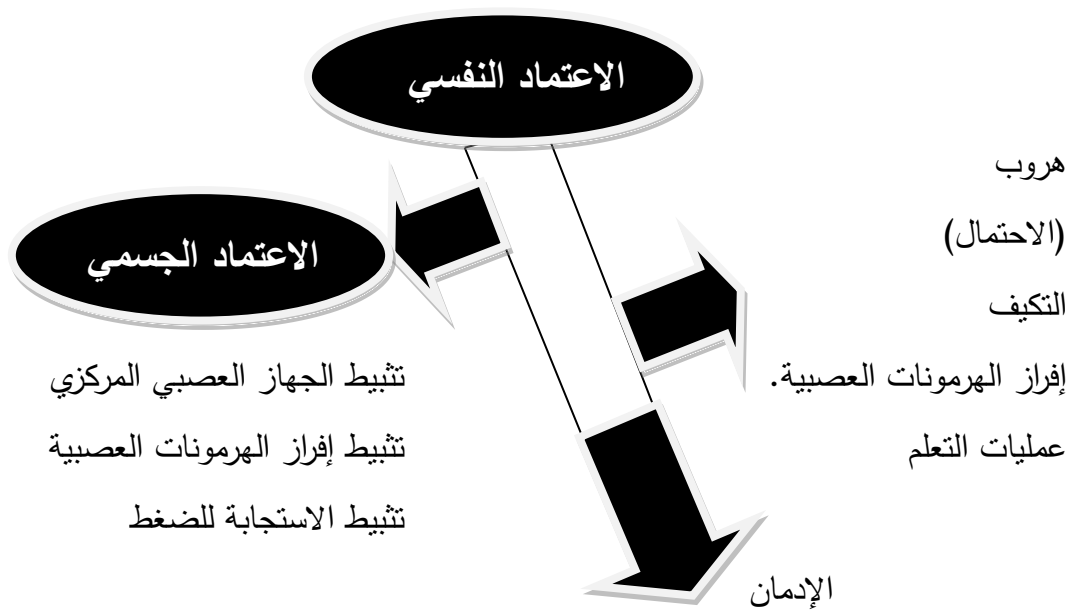 الاعتماد النفسي
هروب
(الاحتمال)
التكيف
إفراز الهرمونات العصبية.
عمليات التعلم
الاعتماد الجسمي
تثبيط الجهاز العصبي المركزي
تثبيط إفراز الهرمونات العصبية
تثبيط الاستجابة للضغط
الإدمان